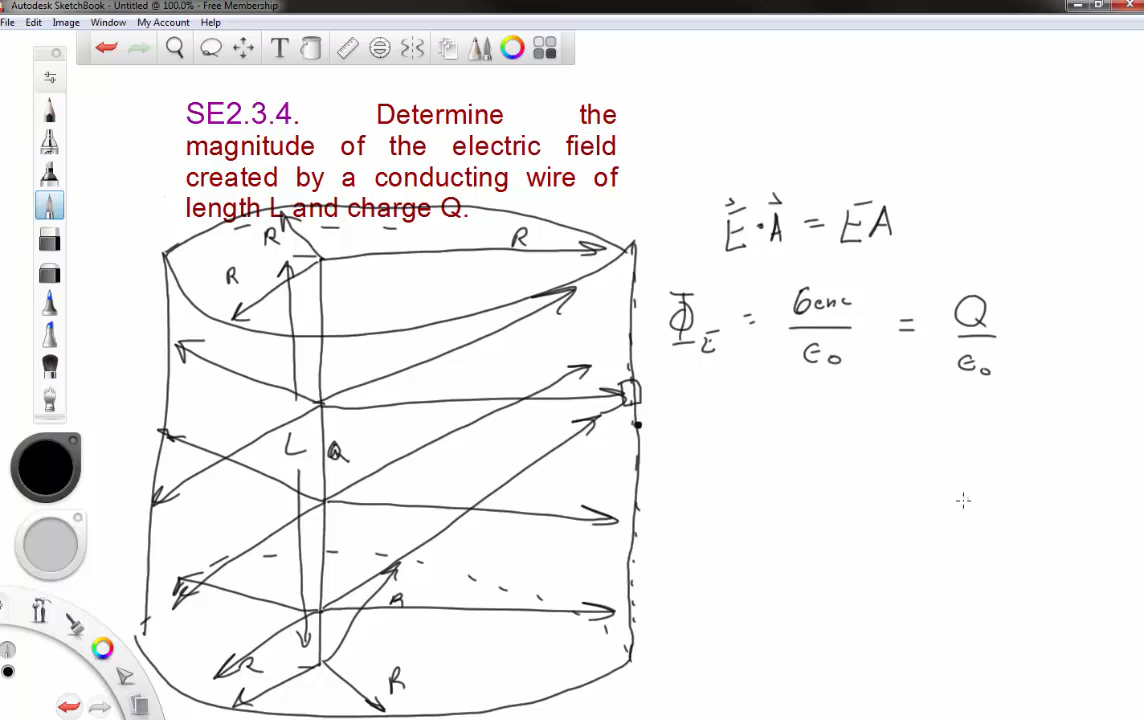 Autodesk SketchBook - Untitled @ 100.0% - Free Membership
File Edit Image Window My Account Help
T
SE2.3.4. Determine the
magnitude of the electric field
created by a conducting wire of
length L and charge Q.
R
R
R
L
Q
R
R
R
E⃗ · A⃗ = EA
Φ_E = qenc / ε₀ = Q / ε₀